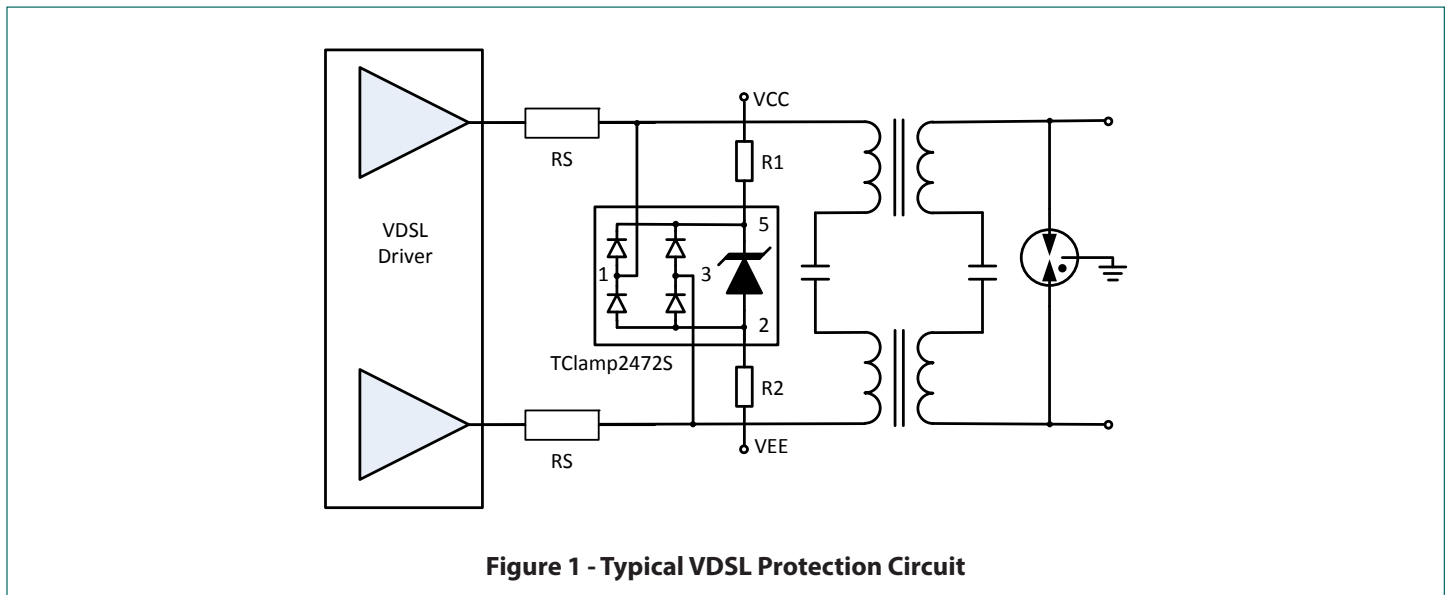 VCC
RS
R1
VDSL
Driver
5
1
3
2
TClamp2472S
R2
RS
VEE
Figure 1 - Typical VDSL Protection Circuit